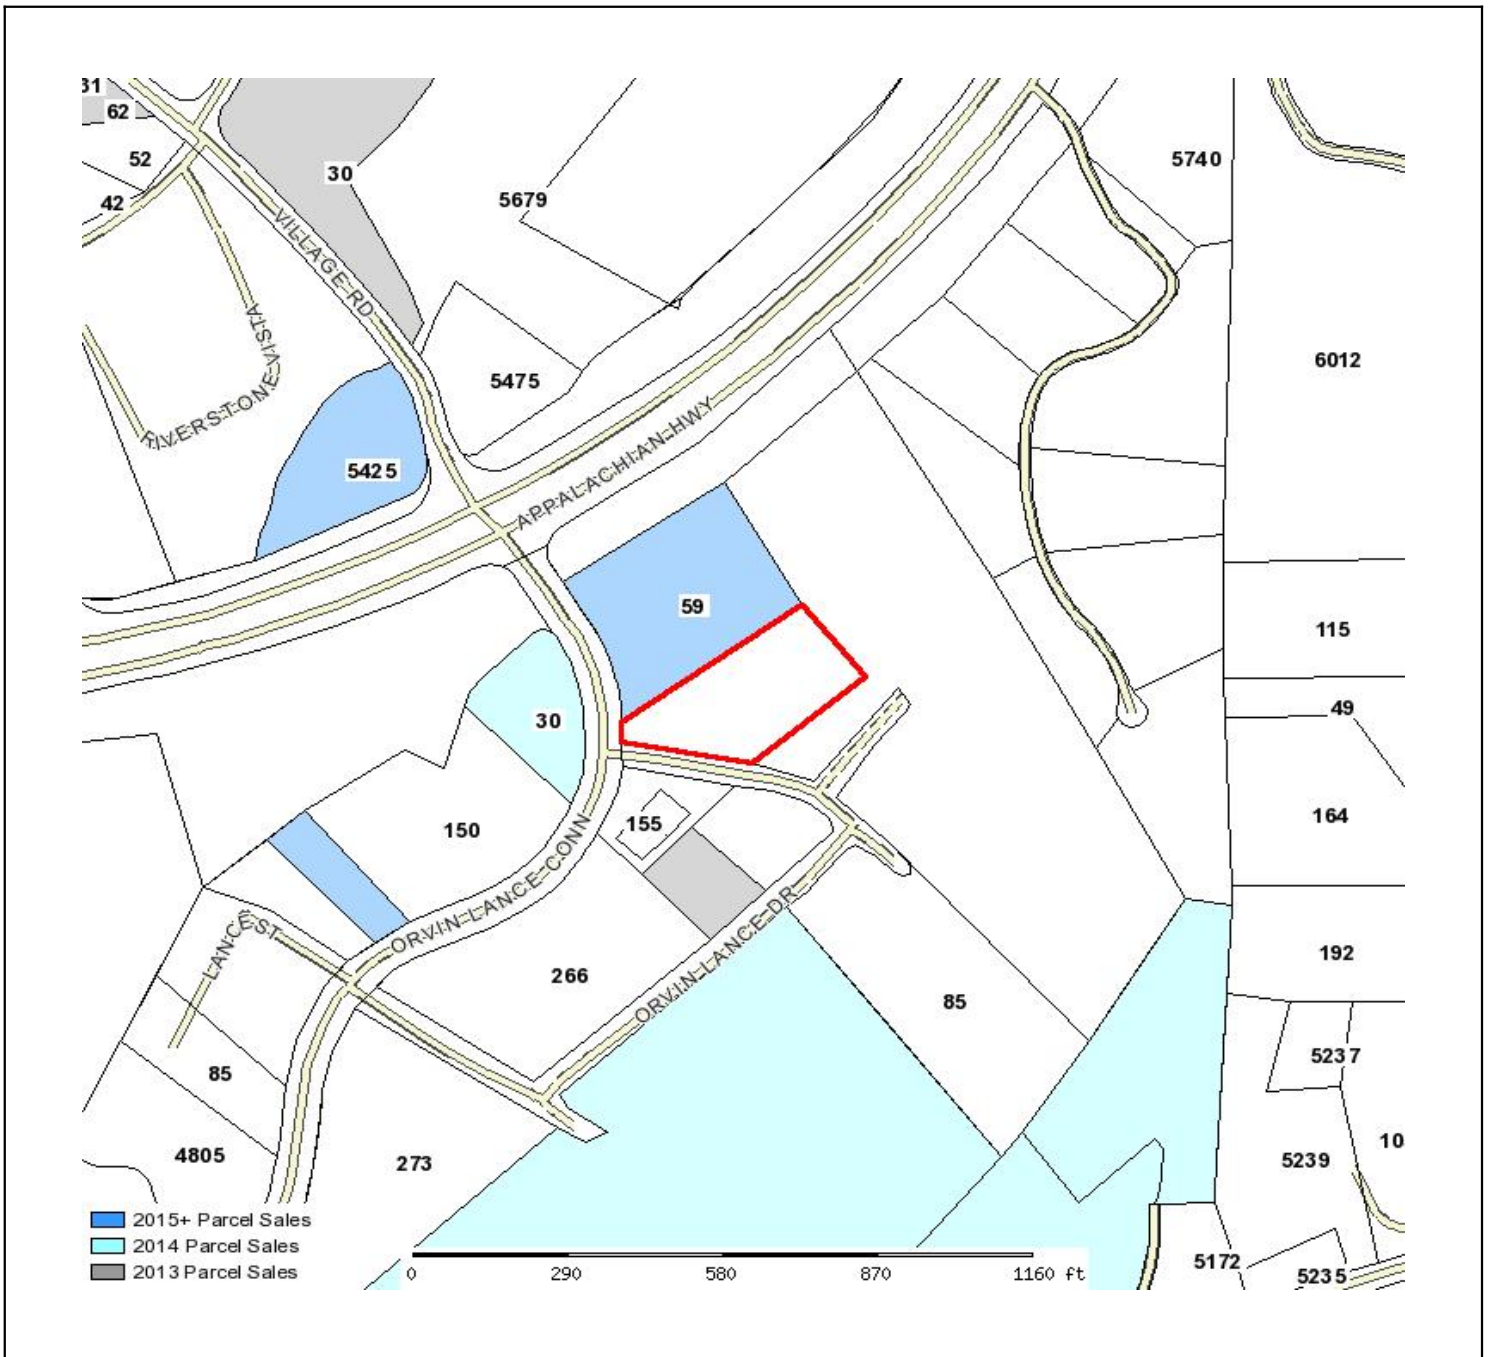 31
62
52
42
30
5679
5740
VILLAGE RD
RIVERSTONE VISTA
5475
6012
5425
APPALACHIAN HWY
59
115
49
30
150
155
164
ORVIN LANCE CONN
LANCE ST
266
ORVIN LANCE DR
192
85
5237
85
4805
273
5239
10
2015+ Parcel Sales
2014 Parcel Sales
2013 Parcel Sales
0 290 580 870 1160 ft
5172
5235